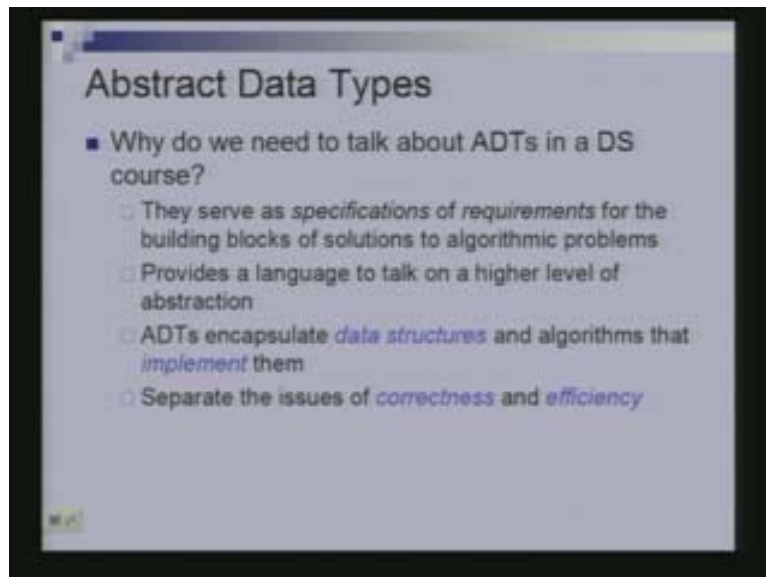 Abstract Data Types
Why do we need to talk about ADTs in a DS
course?
They serve as specifications of requirements for the
building blocks of solutions to algorithmic problems
Provides a language to talk on a higher level of
abstraction
ADTs encapsulate data structures and algorithms that
implement them
Separate the issues of correctness and efficiency